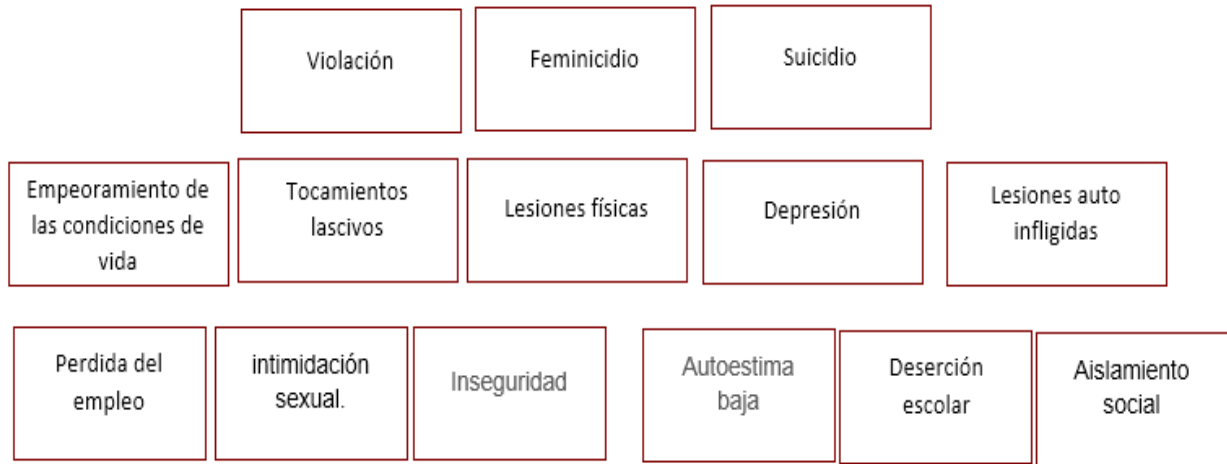 Violación
Feminicidio
Suicidio
Empeoramiento de
las condiciones de
vida
Tocamientos
lascivos
Lesiones físicas
Depresión
Lesiones auto
infligidas
Perdida del
empleo
intimidación
sexual.
Inseguridad
Autoestima
baja
Deserción
escolar
Aislamiento
social